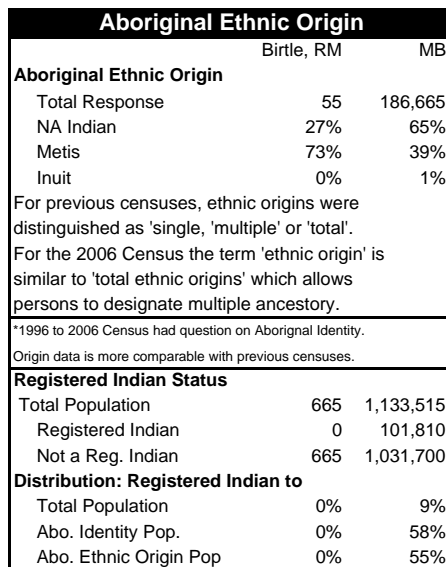 Aboriginal Ethnic Origin
Birtle, RM MB
Aboriginal Ethnic Origin
Total Response 55 186,665
NA Indian 27% 65%
Metis 73% 39%
Inuit 0% 1%
For previous censuses, ethnic origins were
distinguished as 'single, 'multiple' or 'total'.
For the 2006 Census the term 'ethnic origin' is
similar to 'total ethnic origins' which allows
persons to designate multiple ancestory.
*1996 to 2006 Census had question on Aborignal Identity.
Origin data is more comparable with previous censuses.
Registered Indian Status
Total Population 665 1,133,515
Registered Indian 0 101,810
Not a Reg. Indian 665 1,031,700
Distribution: Registered Indian to
Total Population 0% 9%
Abo. Identity Pop. 0% 58%
Abo. Ethnic Origin Pop 0% 55%